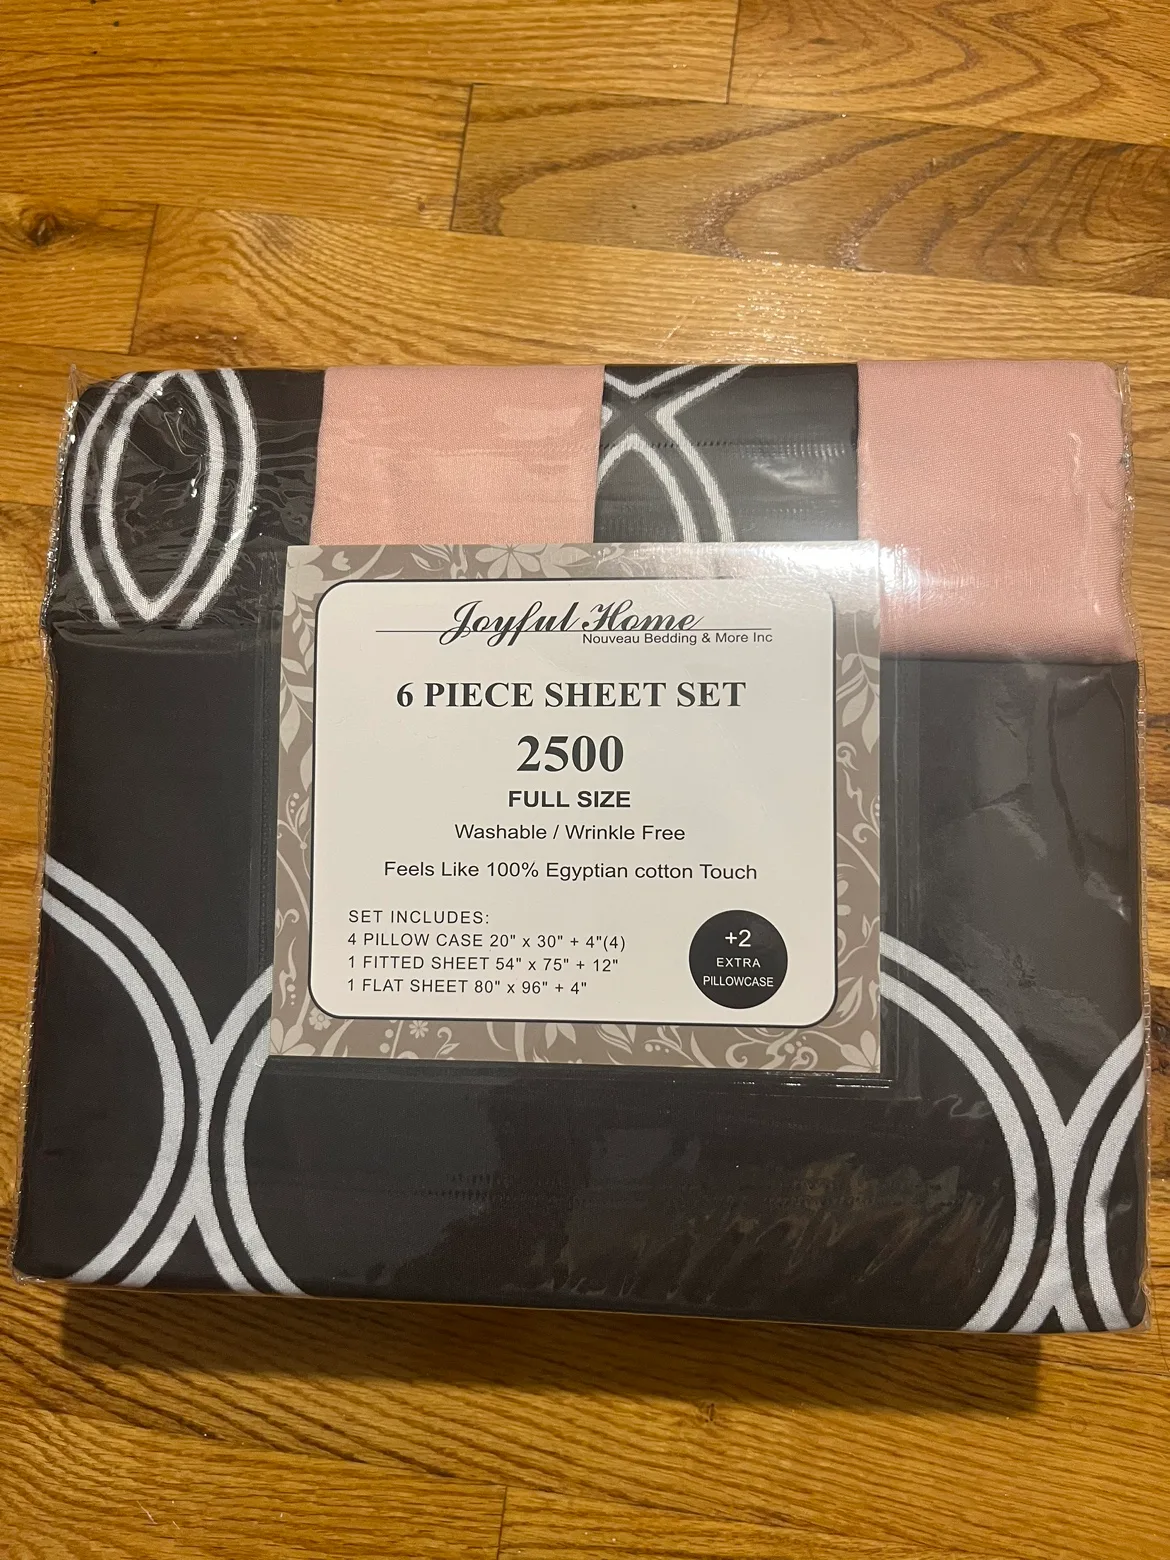 Joyful Home
Nouveau Bedding & More Inc
6 PIECE SHEET SET
2500
FULL SIZE
Washable / Wrinkle Free
Feels Like 100% Egyptian cotton Touch
SET INCLUDES:
4 PILLOW CASE 20" x 30" + 4"(4)
1 FITTED SHEET 54" x 75" + 12"
1 FLAT SHEET 80" x 96" + 4"
+2
EXTRA
PILLOWCASE